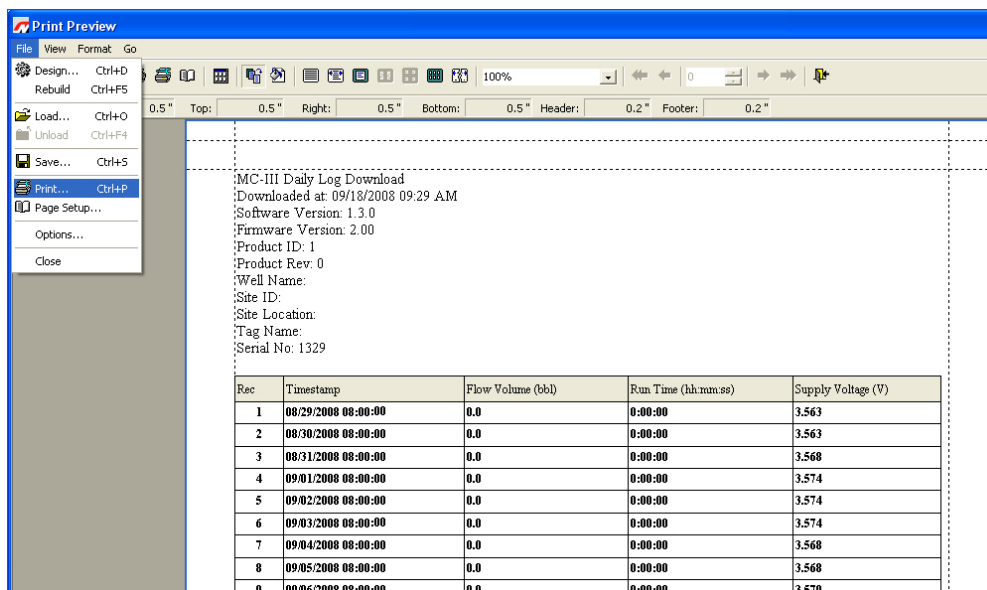 Print Preview
File View Format Go
Design... Ctrl+D
Rebuild Ctrl+F5
Load... Ctrl+O
Unload Ctrl+F4
Save... Ctrl+S
Print... Ctrl+P
Page Setup...
Options...
Close
100% 0
0.5 " Top: 0.5 " Right: 0.5 " Bottom: 0.5 " Header: 0.2 " Footer: 0.2 "
MC-III Daily Log Download
Downloaded at: 09/18/2008 09:29 AM
Software Version: 1.3.0
Firmware Version: 2.00
Product ID: 1
Product Rev: 0
Well Name:
Site ID:
Site Location:
Tag Name:
Serial No: 1329
Rec Timestamp Flow Volume (bbl) Run Time (hh:mm:ss) Supply Voltage (V)
1 08/29/2008 08:00:00 0.0 0:00:00 3.563
2 08/30/2008 08:00:00 0.0 0:00:00 3.563
3 08/31/2008 08:00:00 0.0 0:00:00 3.568
4 09/01/2008 08:00:00 0.0 0:00:00 3.574
5 09/02/2008 08:00:00 0.0 0:00:00 3.574
6 09/03/2008 08:00:00 0.0 0:00:00 3.574
7 09/04/2008 08:00:00 0.0 0:00:00 3.568
8 09/05/2008 08:00:00 0.0 0:00:00 3.568